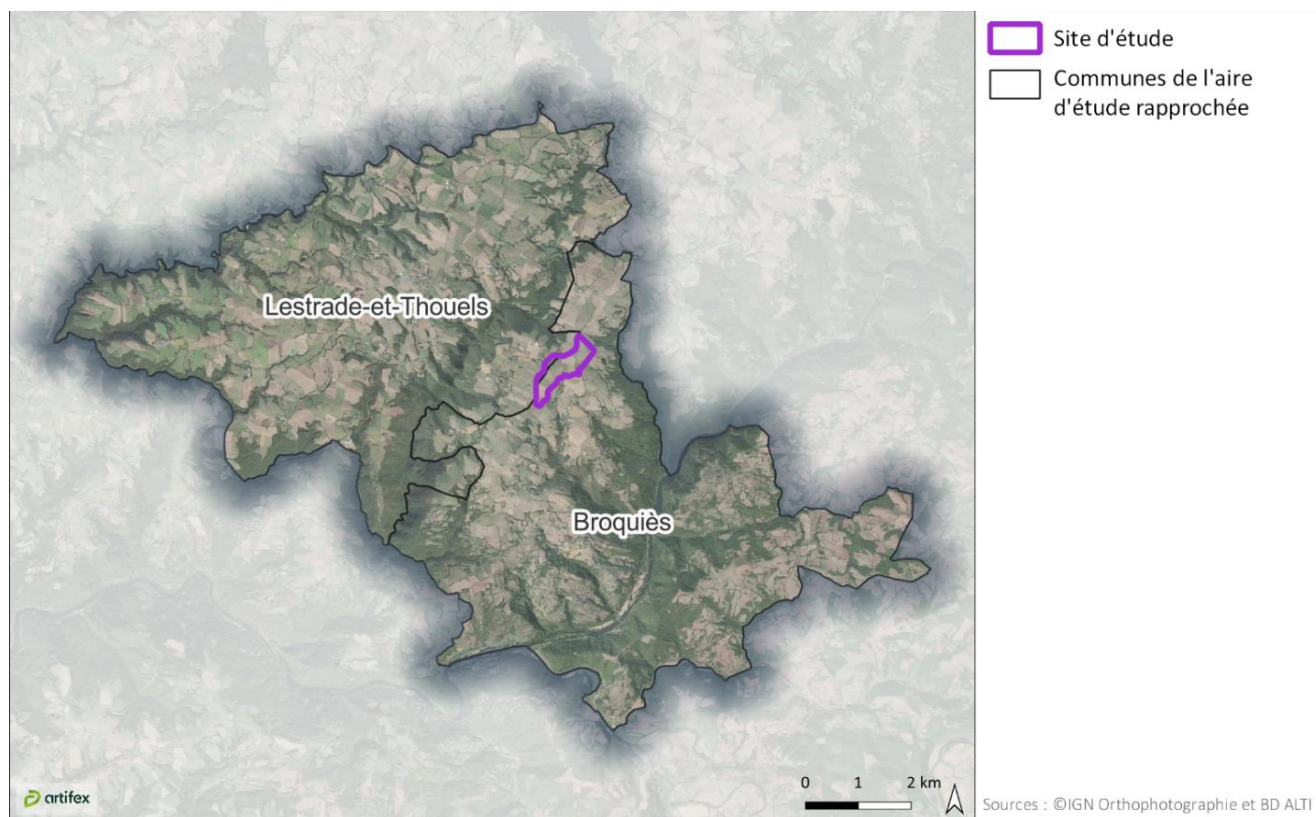 Site d'étude
Communes de l'aire
d'étude rapprochée
Lestrade-et-Thouels
Broquiès
0 1 2 km
artifex
Sources : ©IGN Orthophotographie et BD ALTI